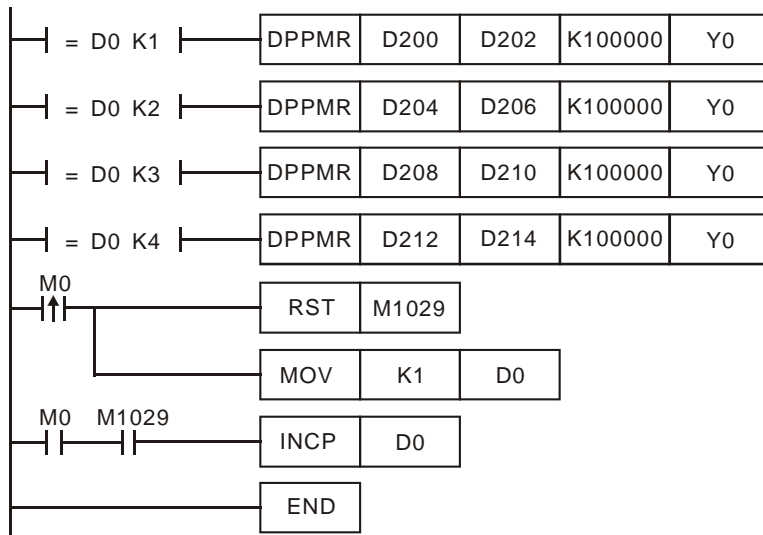 = D0 K1 DPPMR D200 D202 K100000 Y0
= D0 K2 DPPMR D204 D206 K100000 Y0
= D0 K3 DPPMR D208 D210 K100000 Y0
= D0 K4 DPPMR D212 D214 K100000 Y0
M0
RST M1029
MOV K1 D0
M0 M1029
INCP D0
END